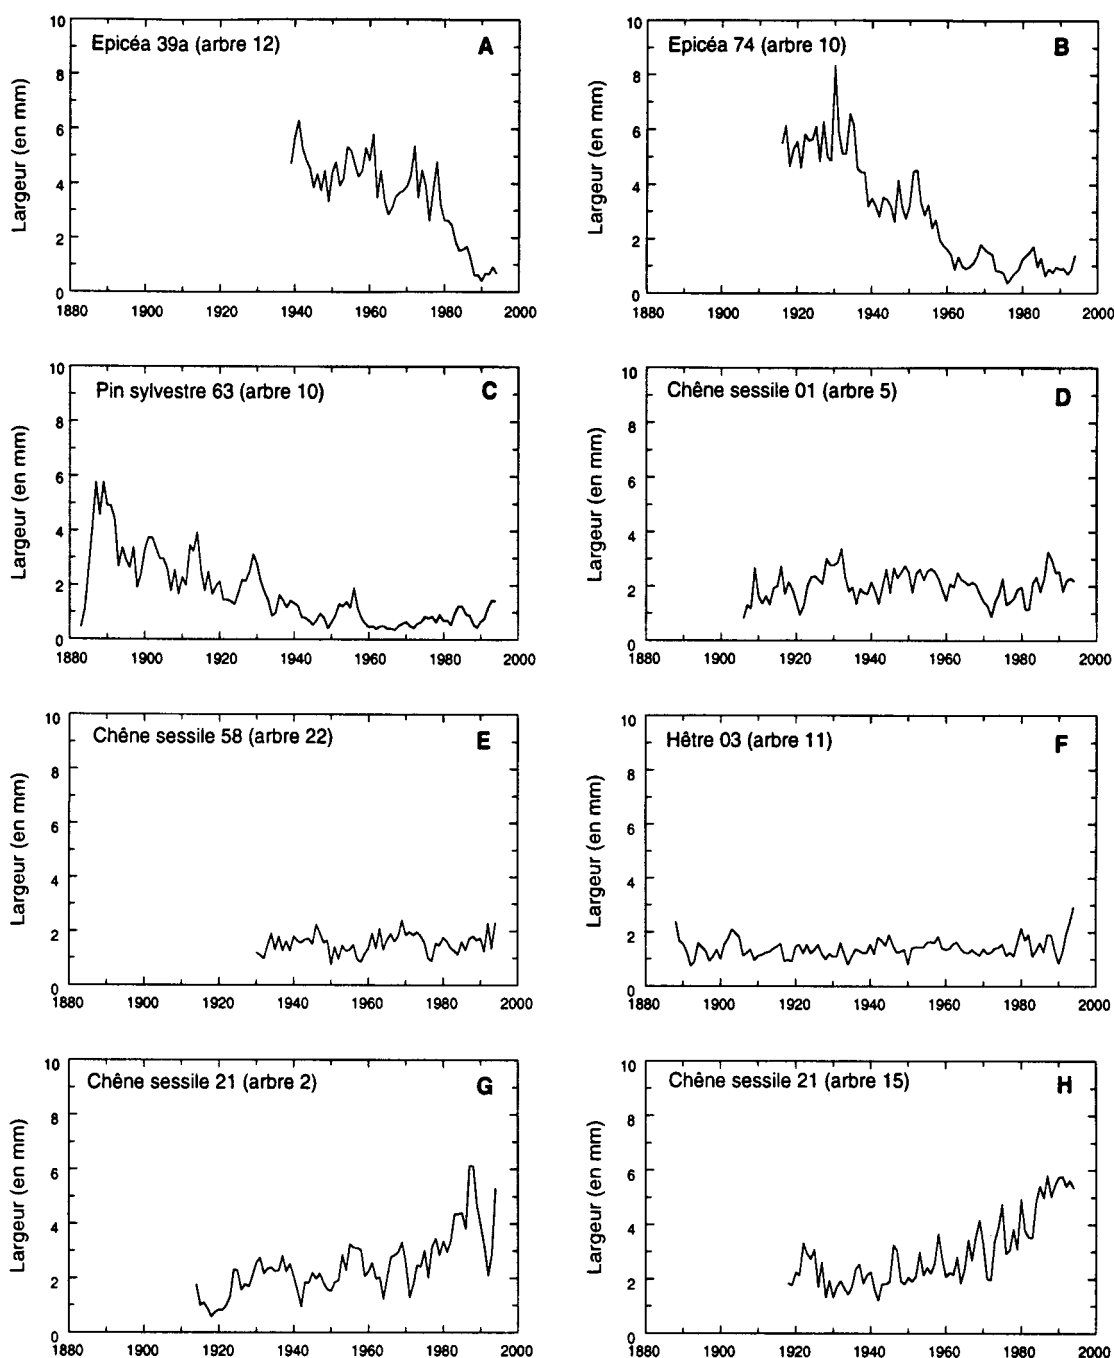 Epicéa 39a (arbre 12)
A
Largeur (en mm)
10
8
6
4
2
0
1880 1900 1920 1940 1960 1980 2000
Epicéa 74 (arbre 10)
B
Largeur (en mm)
10
8
6
4
2
0
1880 1900 1920 1940 1960 1980 2000
Pin sylvestre 63 (arbre 10)
C
Largeur (en mm)
10
8
6
4
2
0
1880 1900 1920 1940 1960 1980 2000
Chêne sessile 01 (arbre 5)
D
Largeur (en mm)
10
8
6
4
2
0
1880 1900 1920 1940 1960 1980 2000
Chêne sessile 58 (arbre 22)
E
Largeur (en mm)
10
8
6
4
2
0
1880 1900 1920 1940 1960 1980 2000
Hêtre 03 (arbre 11)
F
Largeur (en mm)
10
8
6
4
2
0
1880 1900 1920 1940 1960 1980 2000
Chêne sessile 21 (arbre 2)
G
Largeur (en mm)
10
8
6
4
2
0
1880 1900 1920 1940 1960 1980 2000
Chêne sessile 21 (arbre 15)
H
Largeur (en mm)
10
8
6
4
2
0
1880 1900 1920 1940 1960 1980 2000